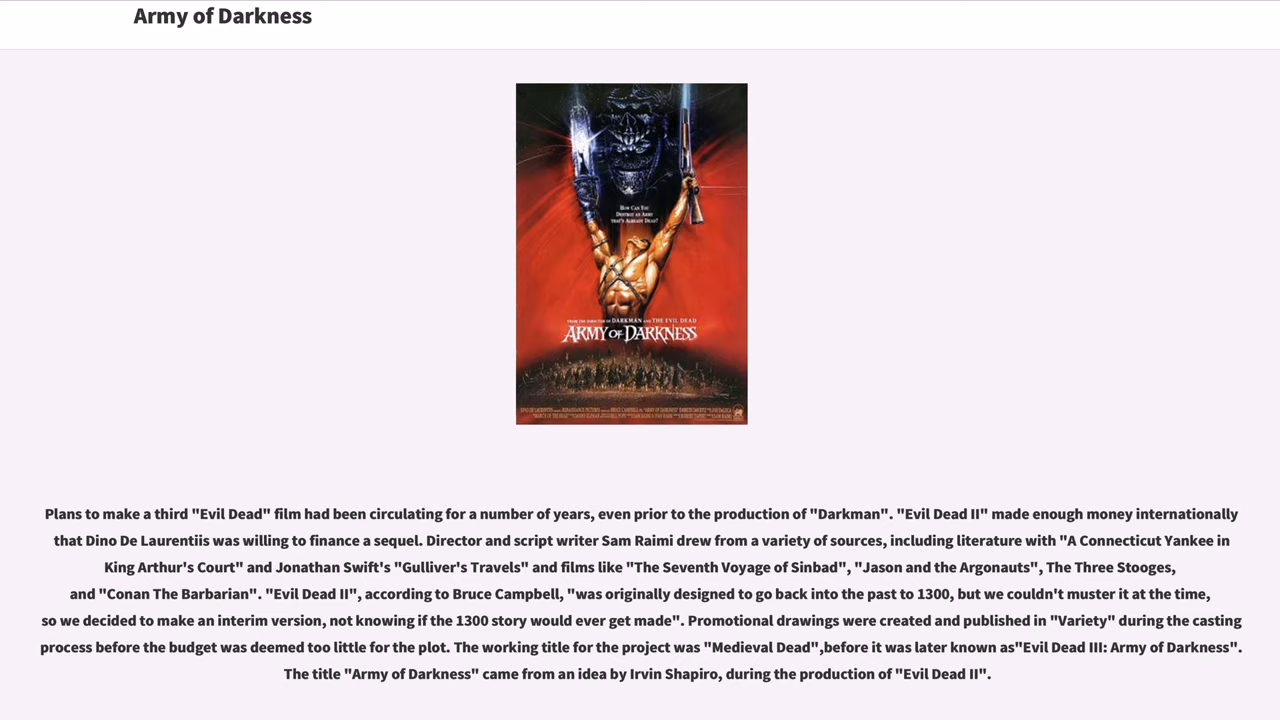 Army of Darkness
HOW CAN YOU
DESTROY AN ARMY
THAT'S ALREADY DEAD?
FROM THE DIRECTOR OF DARKMAN AND THE EVIL DEAD
ARMY OF DARKNESS
Plans to make a third "Evil Dead" film had been circulating for a number of years, even prior to the production of "Darkman". "Evil Dead II" made enough money internationally
that Dino De Laurentiis was willing to finance a sequel. Director and script writer Sam Raimi drew from a variety of sources, including literature with "A Connecticut Yankee in
King Arthur's Court" and Jonathan Swift's "Gulliver's Travels" and films like "The Seventh Voyage of Sinbad", "Jason and the Argonauts", The Three Stooges,
and "Conan The Barbarian". "Evil Dead II", according to Bruce Campbell, "was originally designed to go back into the past to 1300, but we couldn't muster it at the time,
so we decided to make an interim version, not knowing if the 1300 story would ever get made". Promotional drawings were created and published in "Variety" during the casting
process before the budget was deemed too little for the plot. The working title for the project was "Medieval Dead",before it was later known as"Evil Dead III: Army of Darkness".
The title "Army of Darkness" came from an idea by Irvin Shapiro, during the production of "Evil Dead II".